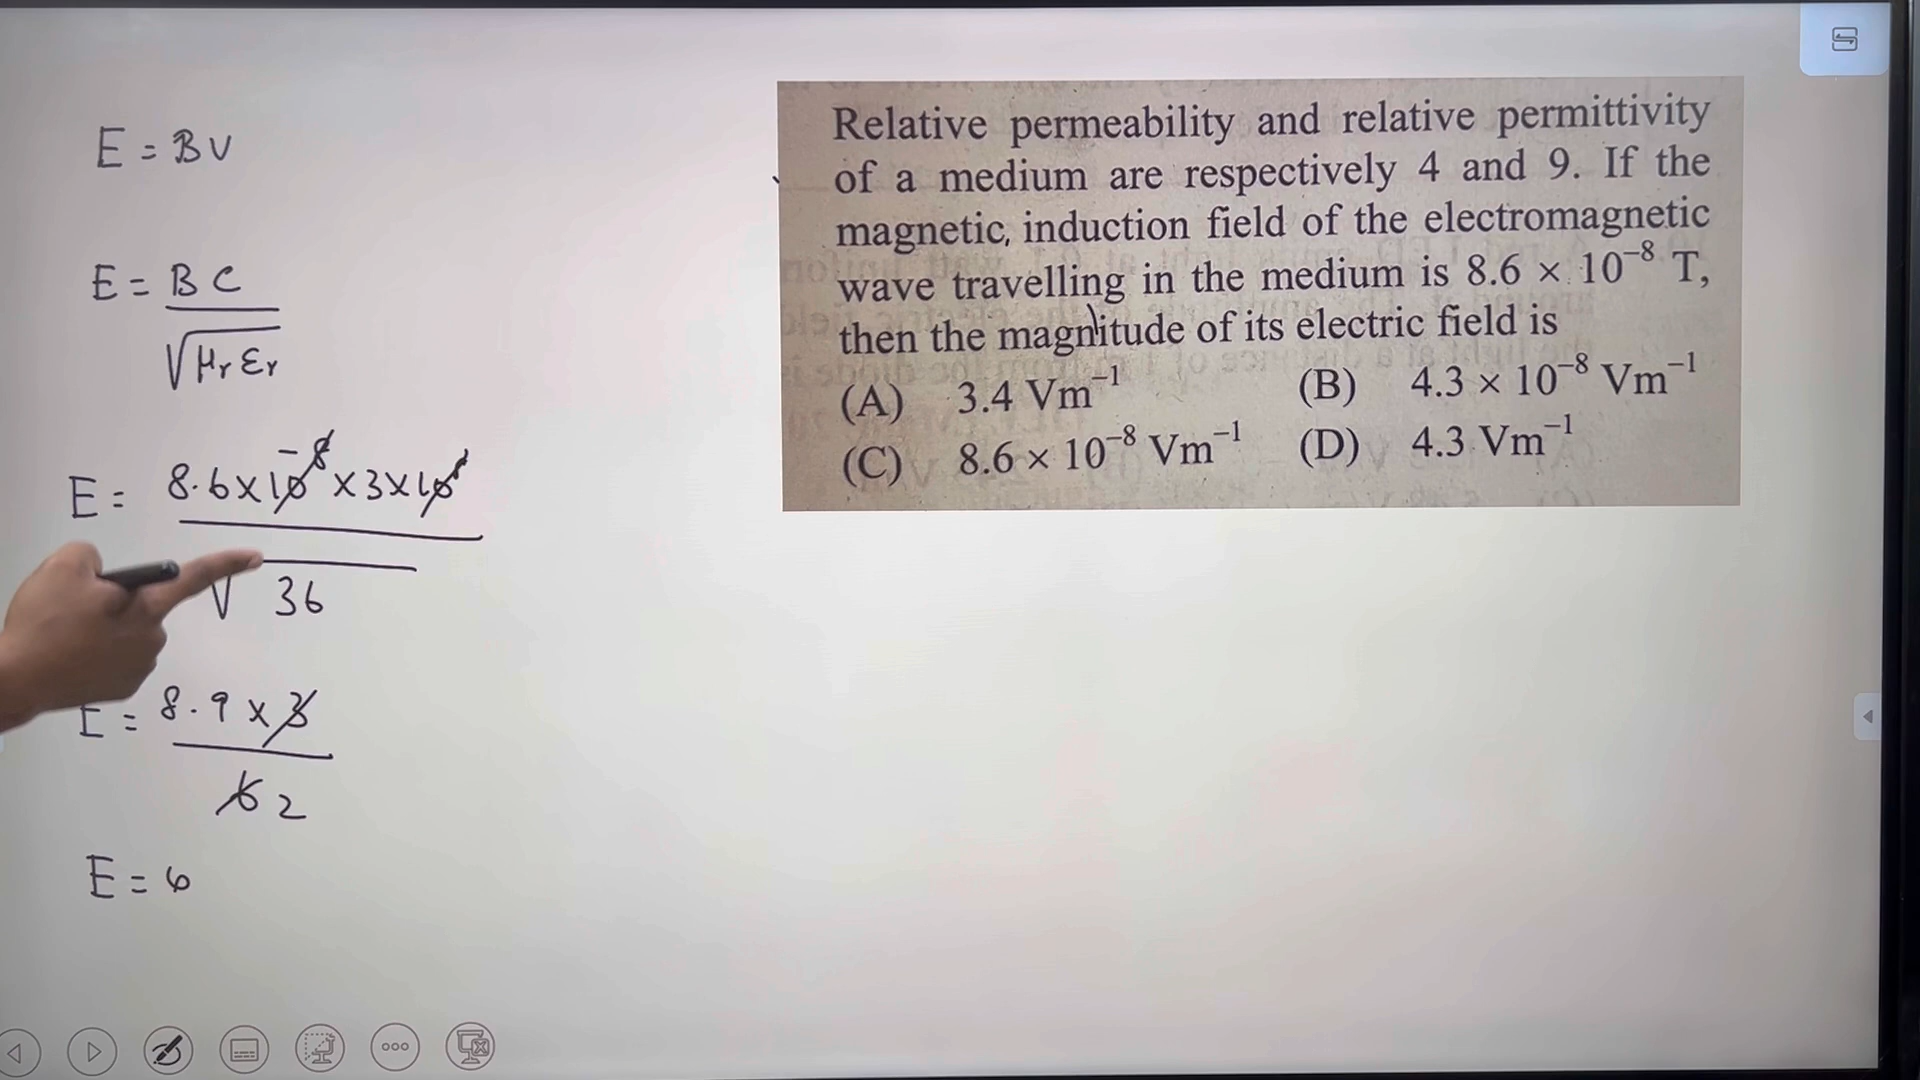 E = BV
E = BC
√μrεr
E = 8.6×10⁻⁸ ×3×10⁸
√ 36
E = 8.9 × 3
6 2
E =
Relative permeability and relative permittivity
of a medium are respectively 4 and 9. If the
magnetic, induction field of the electromagnetic
wave travelling in the medium is 8.6 × 10⁻⁸ T,
then the magnitude of its electric field is
(A) 3.4 Vm⁻¹ (B) 4.3 × 10⁻⁸ Vm⁻¹
(C) 8.6 × 10⁻⁸ Vm⁻¹ (D) 4.3 Vm⁻¹